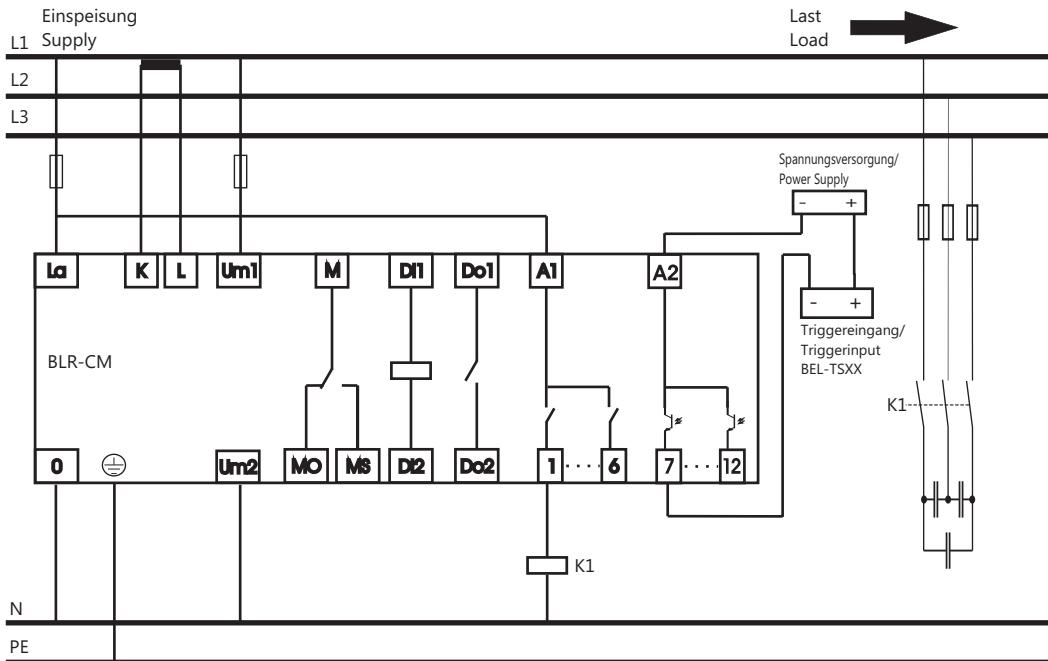 Einspeisung
Supply
Last
Load
L1
L2
L3
Spannungsversorgung/
Power Supply
- +
La K L Um1 M DI1 Do1 A1 A2
- +
Triggereingang/
Triggerinput
BEL-TSXX
BLR-CM
K1
0 Um2 MO MS DI2 Do2 1 ···· 6 7 ···· 12
K1
N
PE